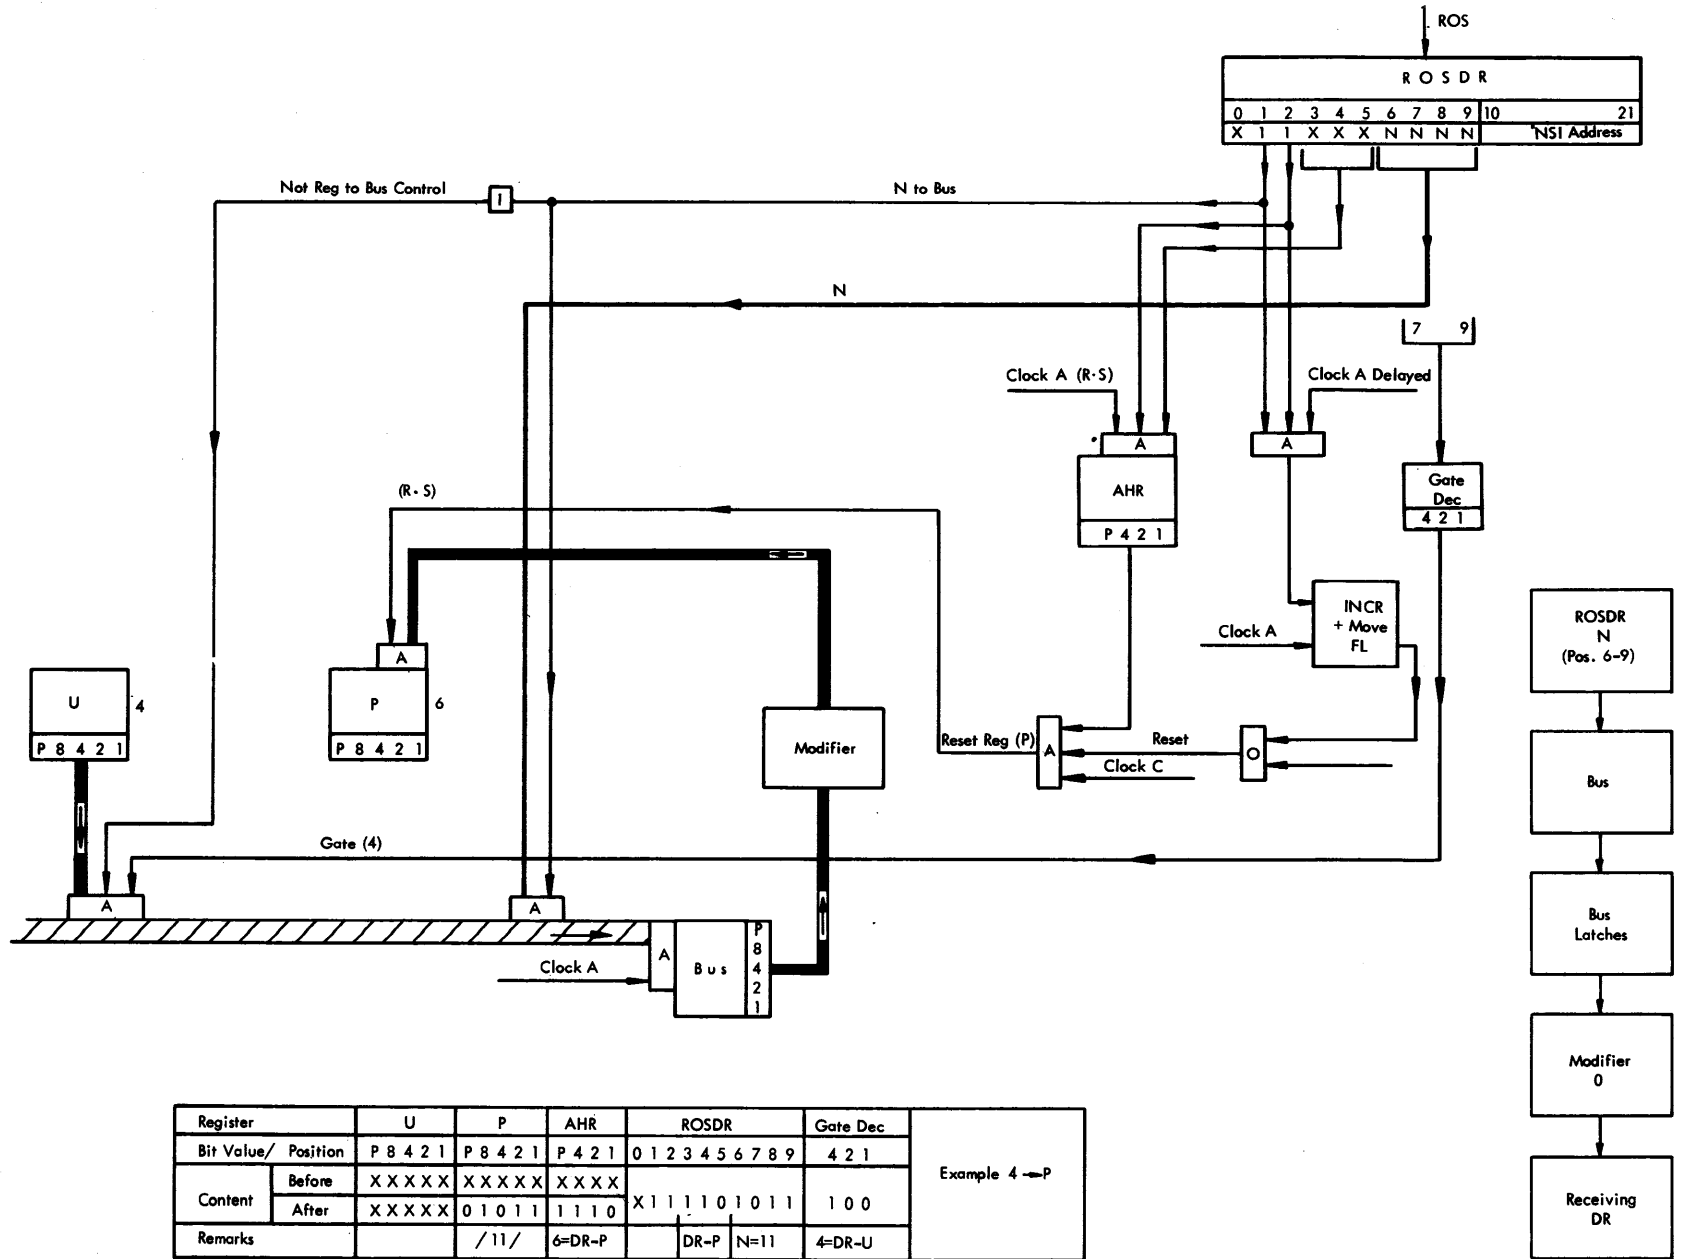 ROS
R O S D R
0 1 2 3 4 5 6 7 8 9 10 21
X 1 1 X X X N N N N NSI Address
Not Reg to Bus Control
I
N to Bus
N
7 9
Clock A (R·S)
Clock A Delayed
A
A
AHR
P 4 2 1
Gate
Dec
4 2 1
(R·S)
INCR
+ Move
FL
Clock A
ROSDR
N
(Pos. 6-9)
A
U
4
P
6
P 8 4 2 1
P 8 4 2 1
Modifier
Reset Reg (P)
A
Reset
O
Clock C
Bus
Gate (4)
A
A
Bus
Latches
A
Bus
P
8
4
2
1
Clock A
Modifier
0
Receiving
DR
Register U P AHR ROSDR Gate Dec
Bit Value/ Position P 8 4 2 1 P 8 4 2 1 P 4 2 1 0 1 2 3 4 5 6 7 8 9 4 2 1
Content Before X X X X X X X X X X X X X X X 1 1 1 1 0 1 0 1 1 1 0 0
After X X X X X 0 1 0 1 1 1 1 1 0
Remarks /11/ 6=DR-P DR-P N=11 4=DR-U
Example 4→P